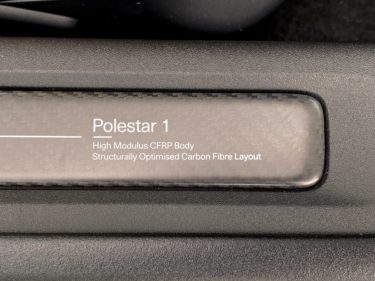 Polestar 1
High Modulus CFRP Body
Structurally Optimised Carbon Fibre Layout